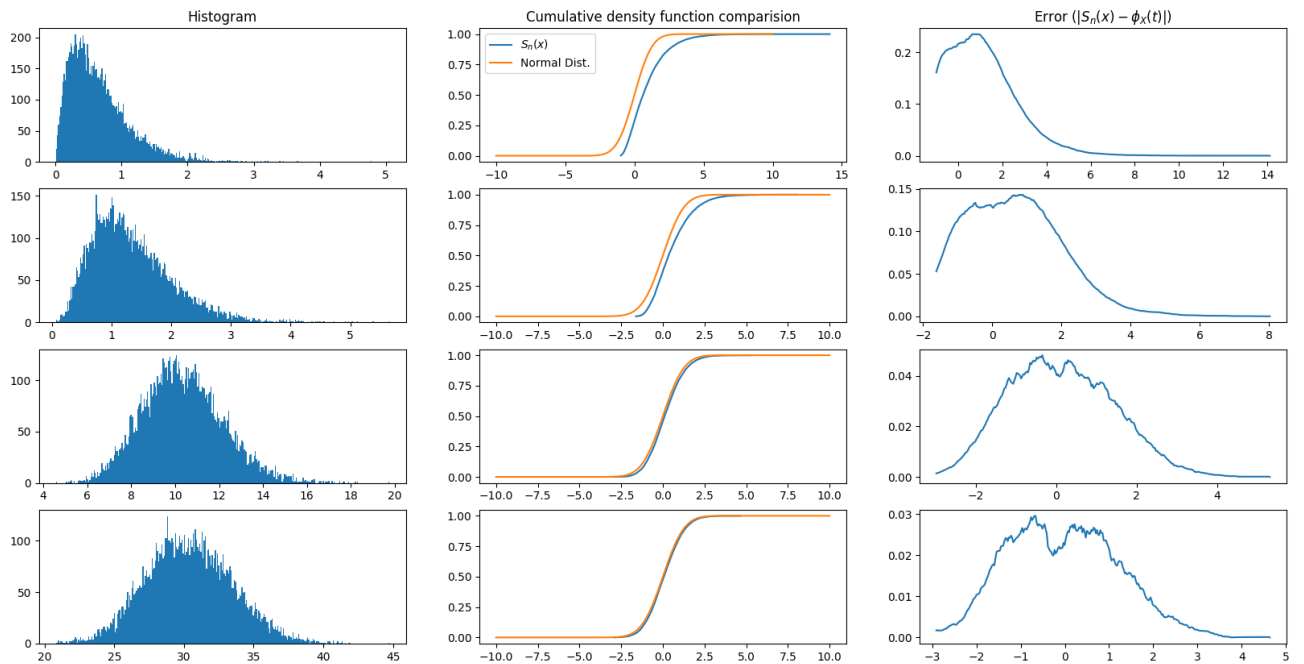 Histogram
Cumulative density function comparision
Error (|Sₙ(x) − ϕₓ(t)|)
200
150
100
50
0
0 1 2 3 4 5
1.00
0.75
0.50
0.25
0.00
Sₙ(x)
Normal Dist.
−10 −5 0 5 10 15
0.2
0.1
0.0
0 2 4 6 8 10 12 14
150
100
50
0
0 1 2 3 4 5
1.00
0.75
0.50
0.25
0.00
−10.0 −7.5 −5.0 −2.5 0.0 2.5 5.0 7.5 10.0
0.15
0.10
0.05
0.00
−2 0 2 4 6 8
100
50
0
4 6 8 10 12 14 16 18 20
1.00
0.75
0.50
0.25
0.00
−10.0 −7.5 −5.0 −2.5 0.0 2.5 5.0 7.5 10.0
0.04
0.02
0.00
−2 0 2 4
100
50
0
20 25 30 35 40 45
1.00
0.75
0.50
0.25
0.00
−10.0 −7.5 −5.0 −2.5 0.0 2.5 5.0 7.5 10.0
0.03
0.02
0.01
0.00
−3 −2 −1 0 1 2 3 4 5